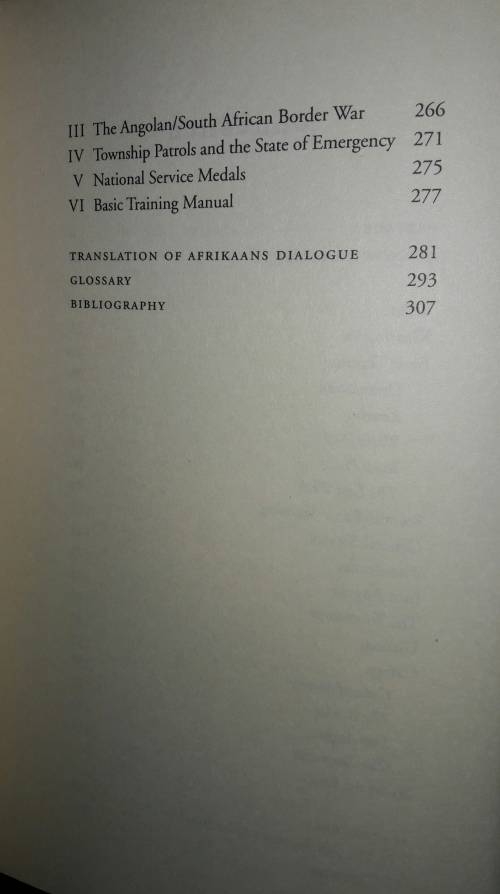 III The Angolan/South African Border War 266
IV Township Patrols and the State of Emergency 271
V National Service Medals 275
VI Basic Training Manual 277
TRANSLATION OF AFRIKAANS DIALOGUE 281
GLOSSARY 293
BIBLIOGRAPHY 307